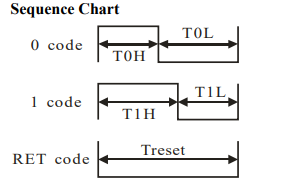 Sequence Chart
0 code T0H T0L
1 code T1H T1L
RET code Treset